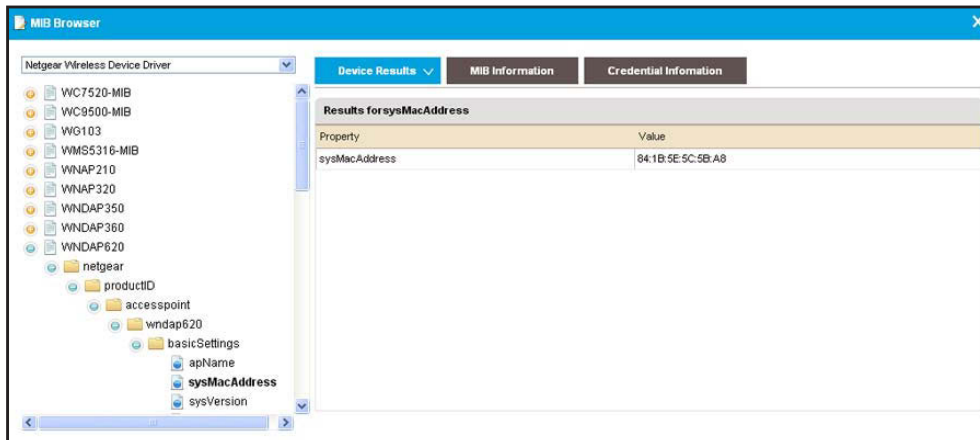 MIB Browser
Netgear Wireless Device Driver
WC7520-MIB
WC9500-MIB
WG103
WMS5316-MIB
WNAP210
WNAP320
WNDAP350
WNDAP360
WNDAP620
netgear
productID
accesspoint
wndap620
basicSettings
apName
sysMacAddress
sysVersion
Device Results
MIB Information
Credential Infomation
Results forsysMacAddress
Property Value
sysMacAddress 84:1B:5E:5C:5B:A8